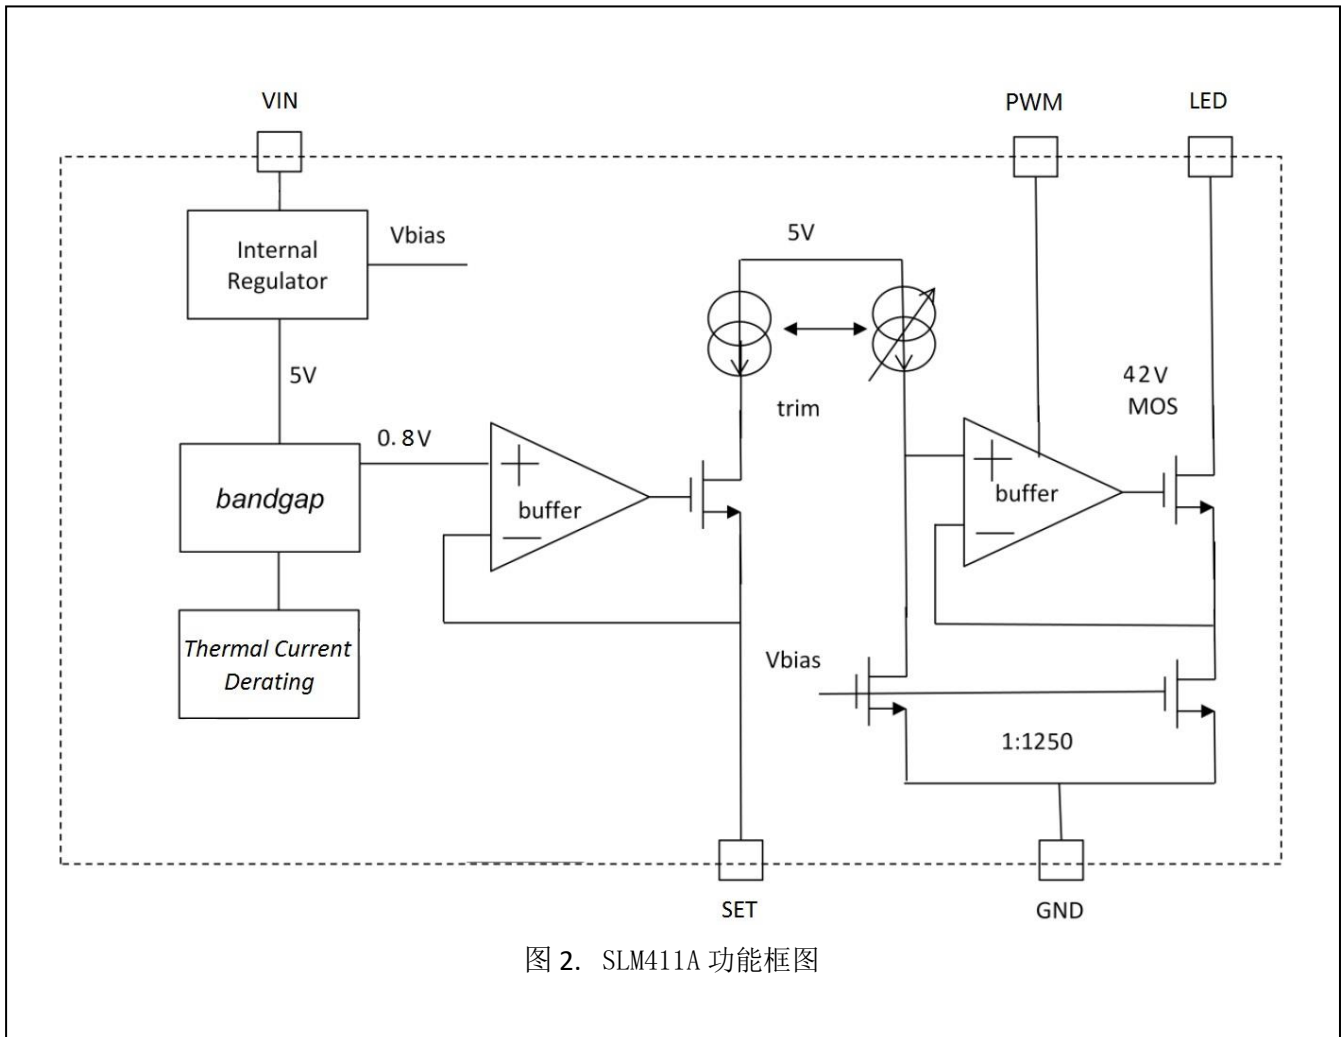 VIN
PWM
LED
Internal
Regulator
Vbias
5V
5V
trim
42V
MOS
0.8V
bandgap
+
buffer
—
+
buffer
—
Thermal Current
Derating
Vbias
1:1250
SET
GND
图 2. SLM411A 功能框图